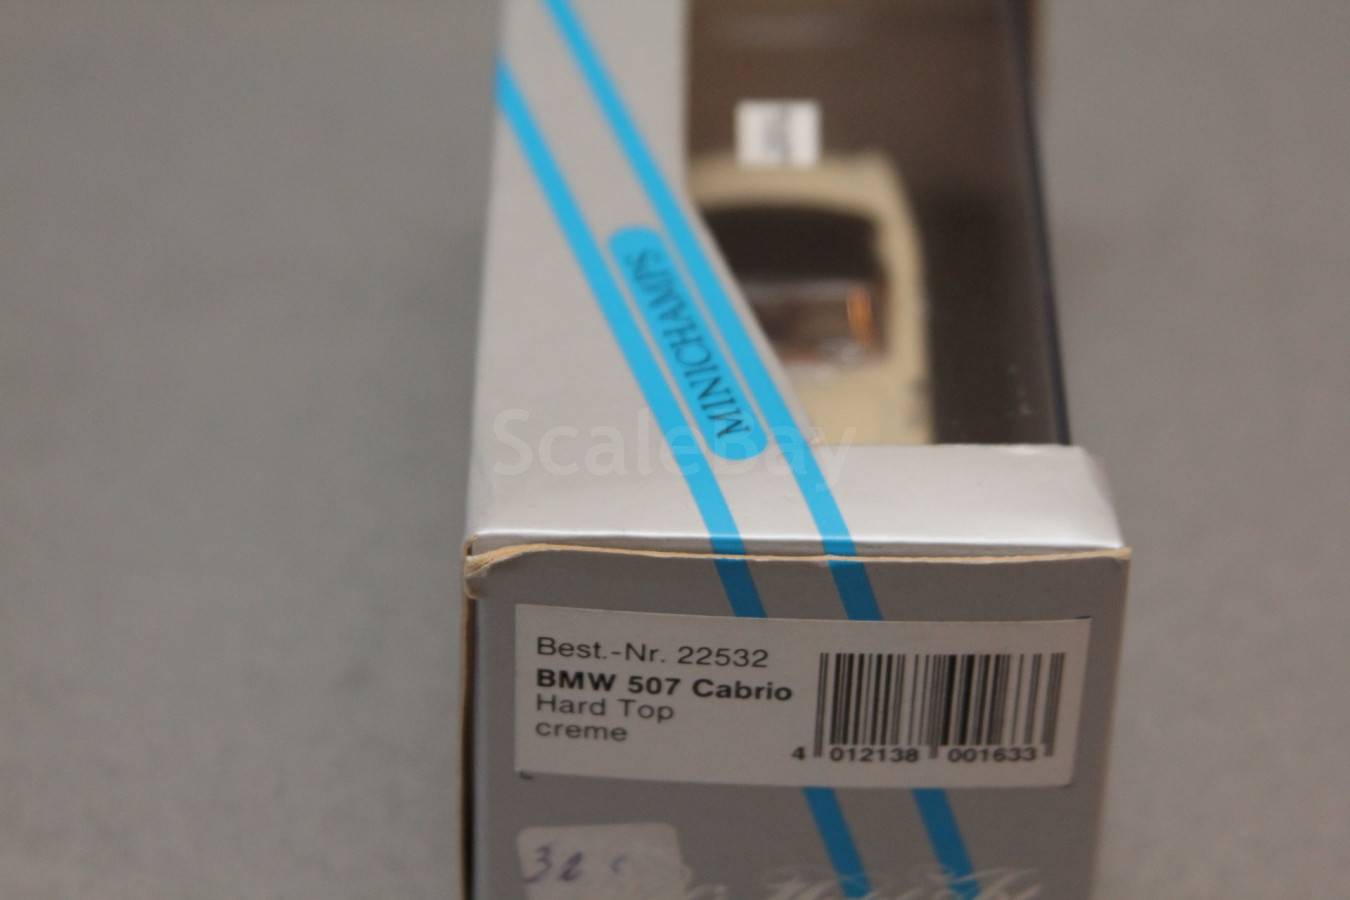 MINICHAMPS
ScaleBay
Best.-Nr. 22532
BMW 507 Cabrio
Hard Top
creme
4 012138 001633